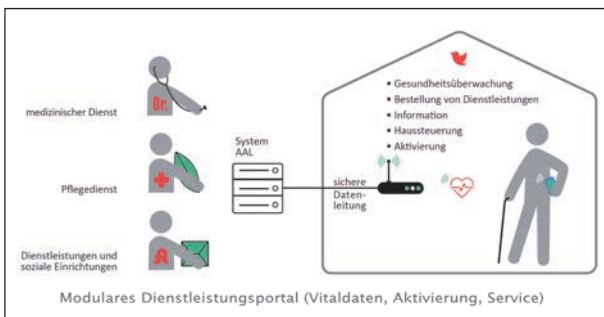 medizinischer Dienst
Dr.
Pflegedienst
Dienstleistungen und
soziale Einrichtungen
A
System
AAL
sichere
Daten-
leitung
• Gesundheitsüberwachung
• Bestellung von Dienstleistungen
• Information
• Haussteuerung
• Aktivierung
Modulares Dienstleistungsportal (Vitaldaten, Aktivierung, Service)